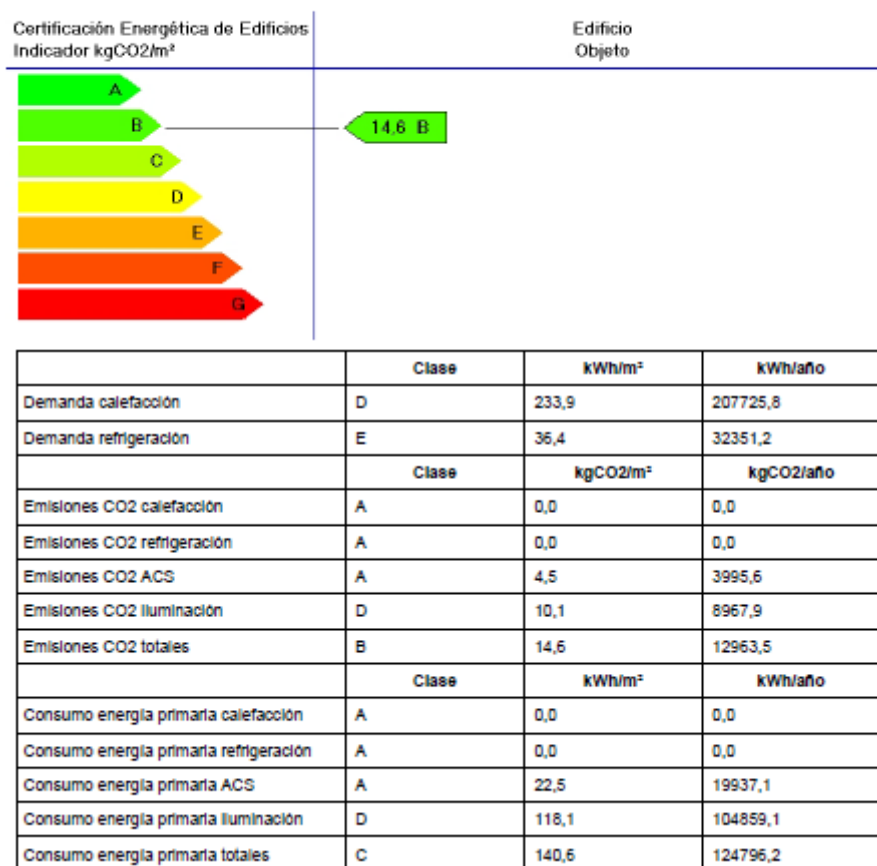 Certificación Energética de Edificios
Indicador kgCO2/m²
Edificio
Objeto
A
B
14,6 B
C
D
E
F
G
Clase kWh/m² kWh/año
Demanda calefacción D 233,9 207725,8
Demanda refrigeración E 36,4 32351,2
Clase kgCO2/m² kgCO2/año
Emisiones CO2 calefacción A 0,0 0,0
Emisiones CO2 refrigeración A 0,0 0,0
Emisiones CO2 ACS A 4,5 3995,6
Emisiones CO2 iluminación D 10,1 8967,9
Emisiones CO2 totales B 14,6 12963,5
Clase kWh/m² kWh/año
Consumo energía primaria calefacción A 0,0 0,0
Consumo energía primaria refrigeración A 0,0 0,0
Consumo energía primaria ACS A 22,5 19937,1
Consumo energía primaria iluminación D 118,1 104859,1
Consumo energía primaria totales C 140,6 124796,2